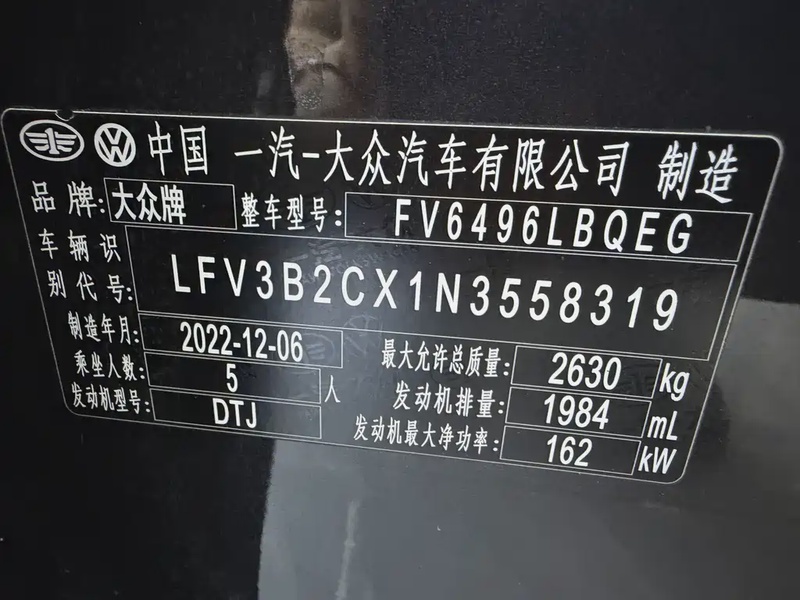 中国 一汽-大众汽车有限公司 制造
品牌: 大众牌 整车型号: FV6496LBQEG
车辆识别代号: LFV3B2CX1N3558319
制造年月: 2022-12-06 最大允许总质量: 2630 kg
乘坐人数: 5 人 发动机排量: 1984 mL
发动机型号: DTJ 发动机最大净功率: 162 kW